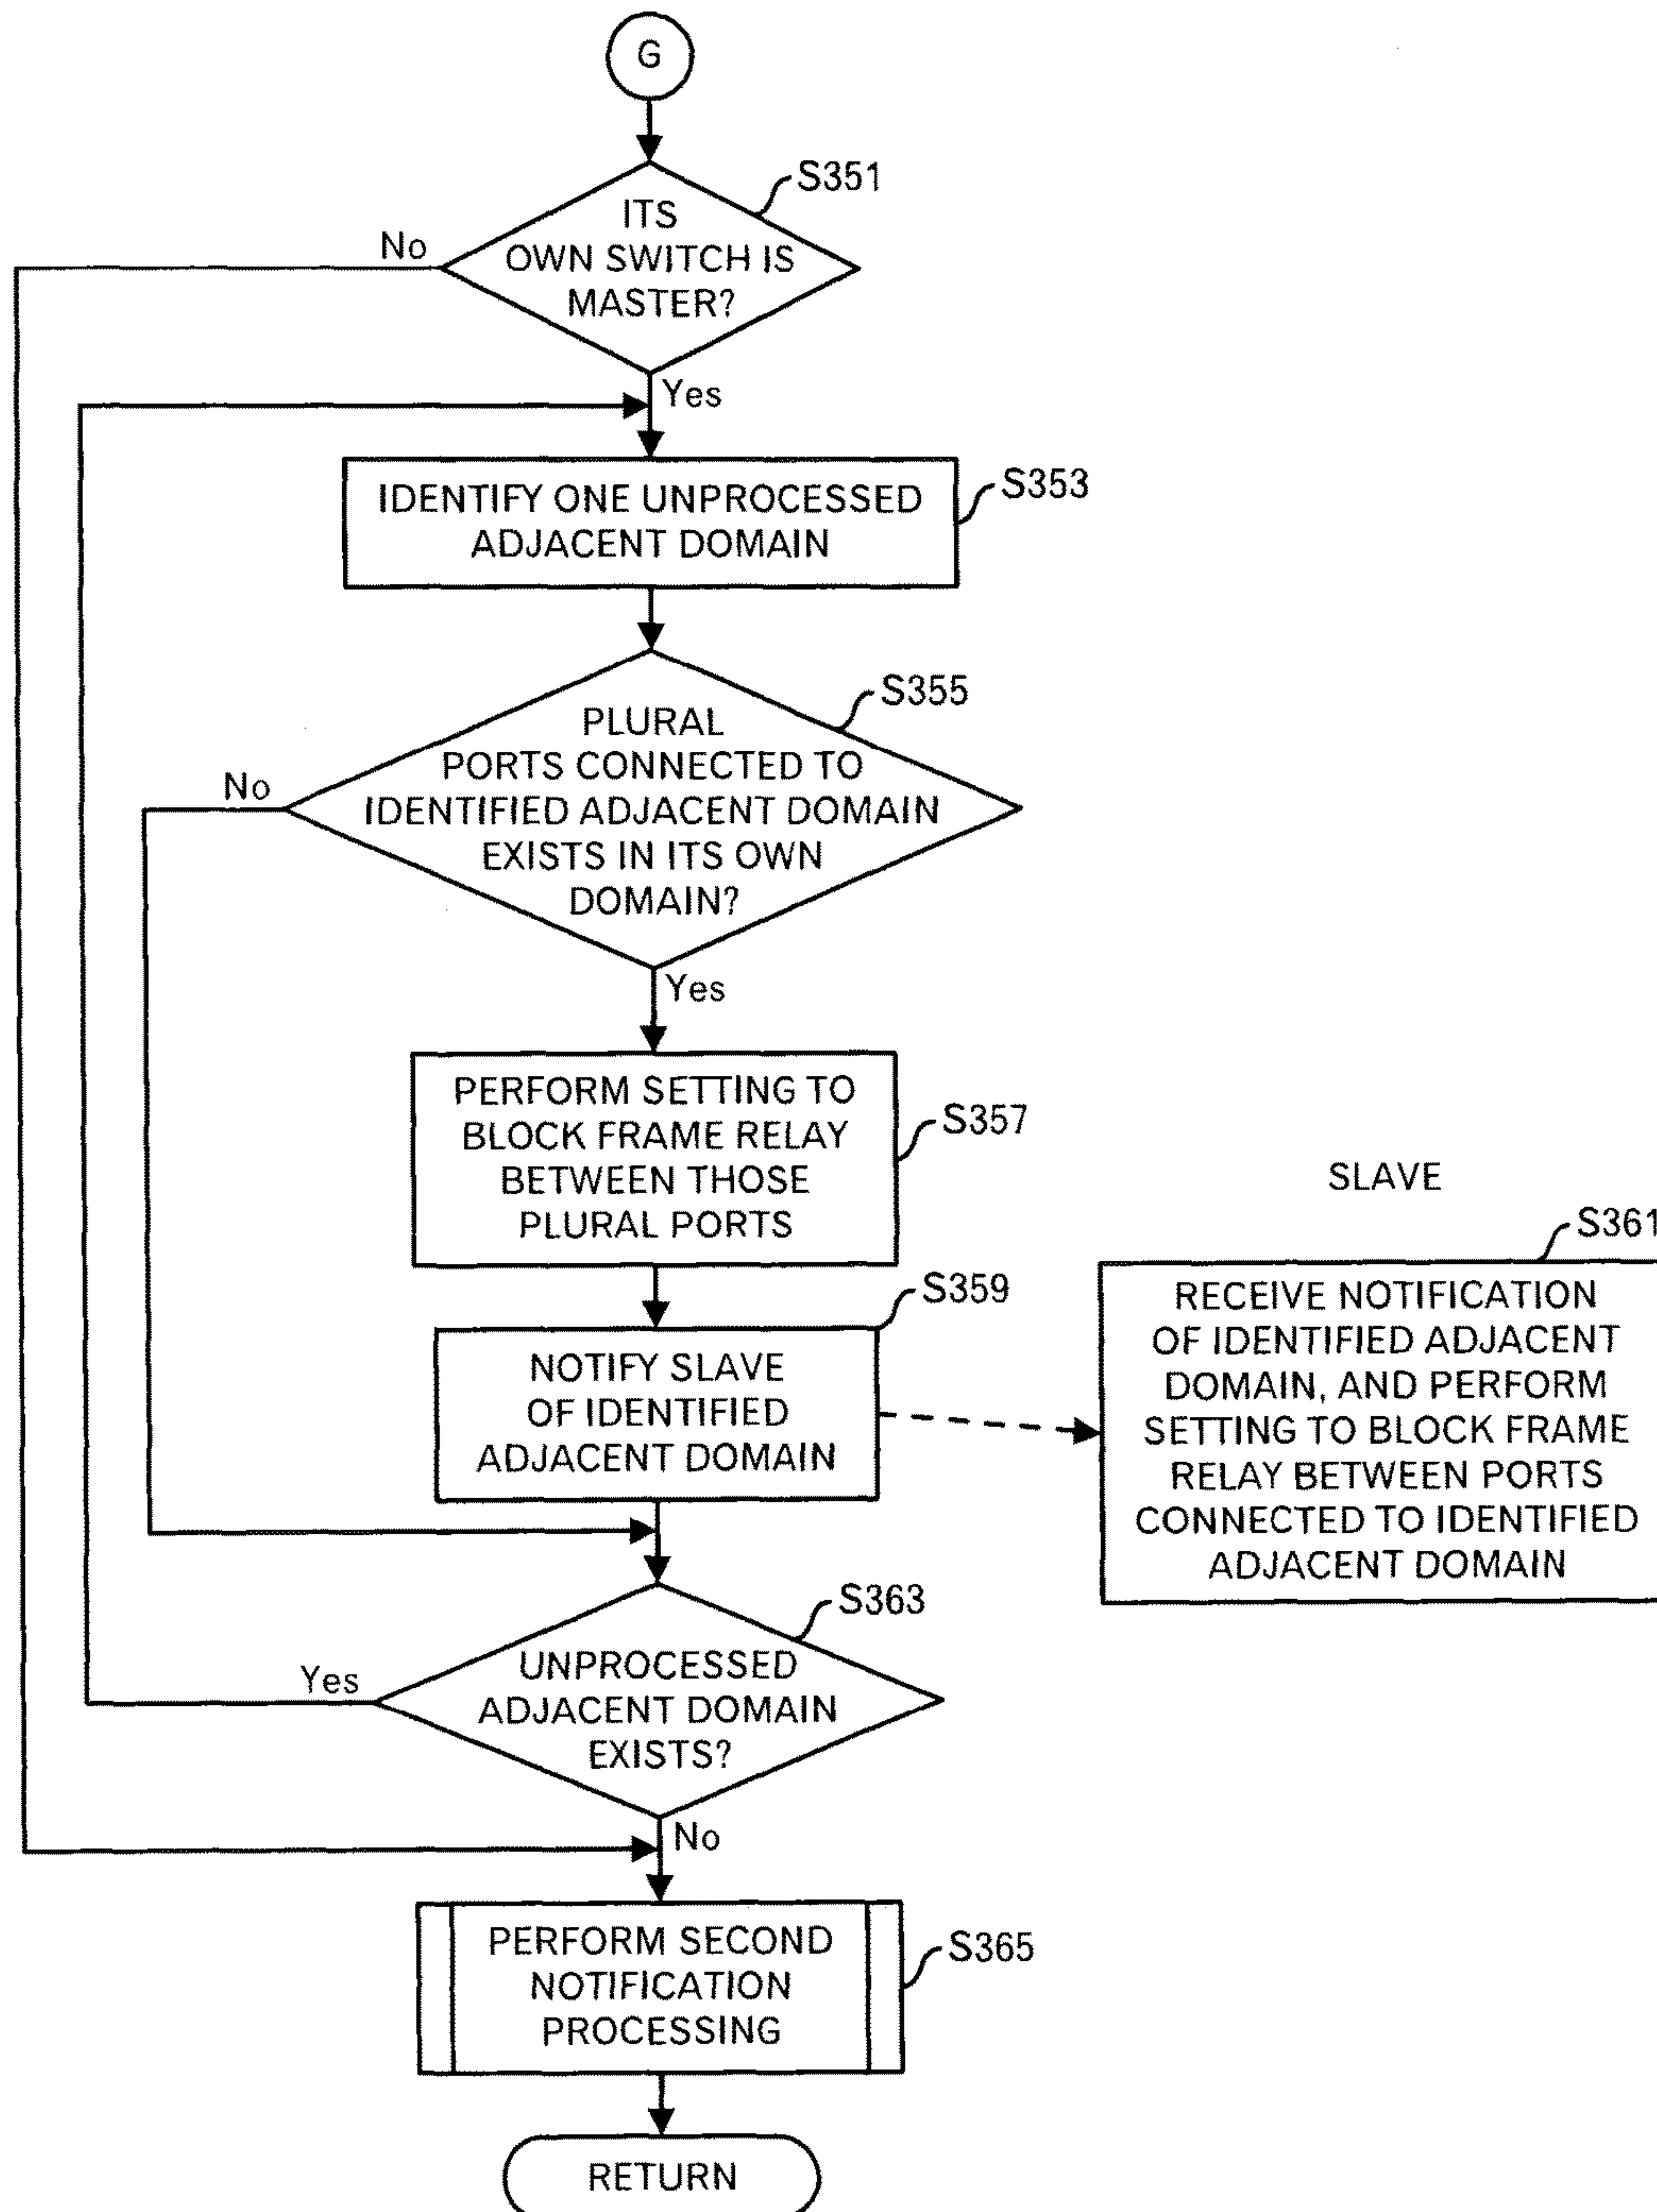 G
S351
ITS
OWN SWITCH IS
MASTER?
No
Yes
S353
IDENTIFY ONE UNPROCESSED
ADJACENT DOMAIN
S355
PLURAL
PORTS CONNECTED TO
IDENTIFIED ADJACENT DOMAIN
EXISTS IN ITS OWN
DOMAIN?
No
Yes
S357
PERFORM SETTING TO
BLOCK FRAME RELAY
BETWEEN THOSE
PLURAL PORTS
S359
NOTIFY SLAVE
OF IDENTIFIED
ADJACENT DOMAIN
SLAVE
S361
RECEIVE NOTIFICATION
OF IDENTIFIED ADJACENT
DOMAIN, AND PERFORM
SETTING TO BLOCK FRAME
RELAY BETWEEN PORTS
CONNECTED TO IDENTIFIED
ADJACENT DOMAIN
S363
UNPROCESSED
ADJACENT DOMAIN
EXISTS?
Yes
No
S365
PERFORM SECOND
NOTIFICATION
PROCESSING
RETURN